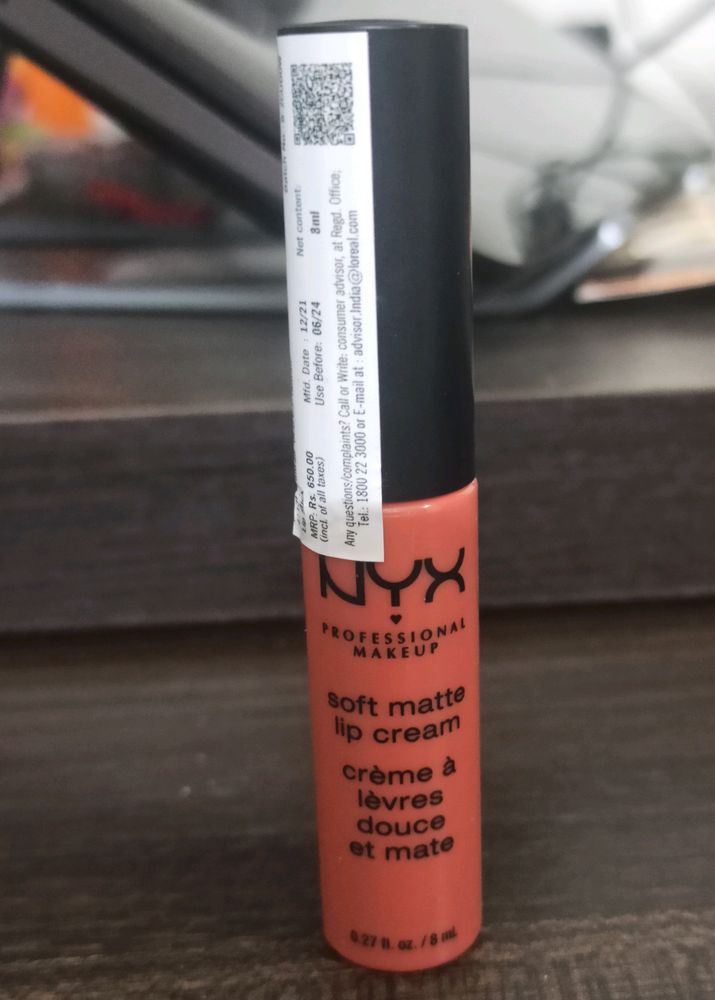 Net content:
8ml
Mfd. Date : 12/21
Use Before: 06/24
MRP: Rs. 650.00
(incl. of all taxes)
Any questions/complaints? Call or Write: consumer advisor, at Regd. Office;
Tel.: 1800 22 3000 or E-mail at : advisor.India@loreal.com
NYX
PROFESSIONAL
MAKEUP
soft matte
lip cream
crème à
lèvres
douce
et mate
0.27 fl. oz. / 8 mL